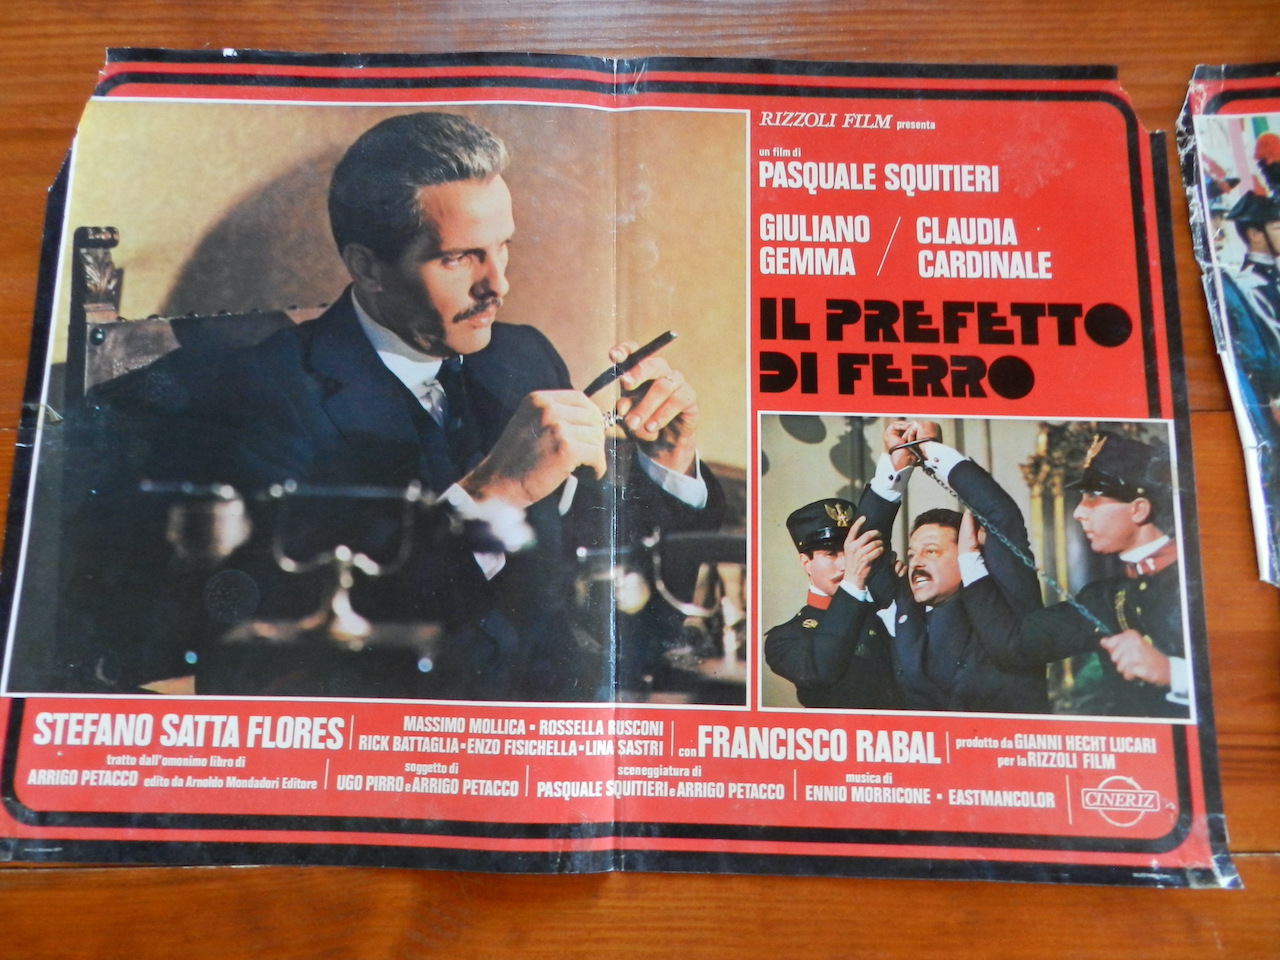 RIZZOLI FILM presenta
un film di
PASQUALE SQUITIERI
GIULIANO GEMMA / CLAUDIA CARDINALE
IL PREFETTO
DI FERRO
STEFANO SATTA FLORES
MASSIMO MOLLICA - ROSSELLA RUSCONI
RICK BATTAGLIA - ENZO FISICHELLA - LINA SASTRI
con FRANCISCO RABAL
prodotto da GIANNI HECHT LUCARI
per la RIZZOLI FILM
tratto dall'omonimo libro di
ARRIGO PETACCO edito da Arnoldo Mondadori Editore
soggetto di
UGO PIRRO e ARRIGO PETACCO
sceneggiatura di
PASQUALE SQUITIERI e ARRIGO PETACCO
musica di
ENNIO MORRICONE - EASTMANCOLOR
CINERIZ